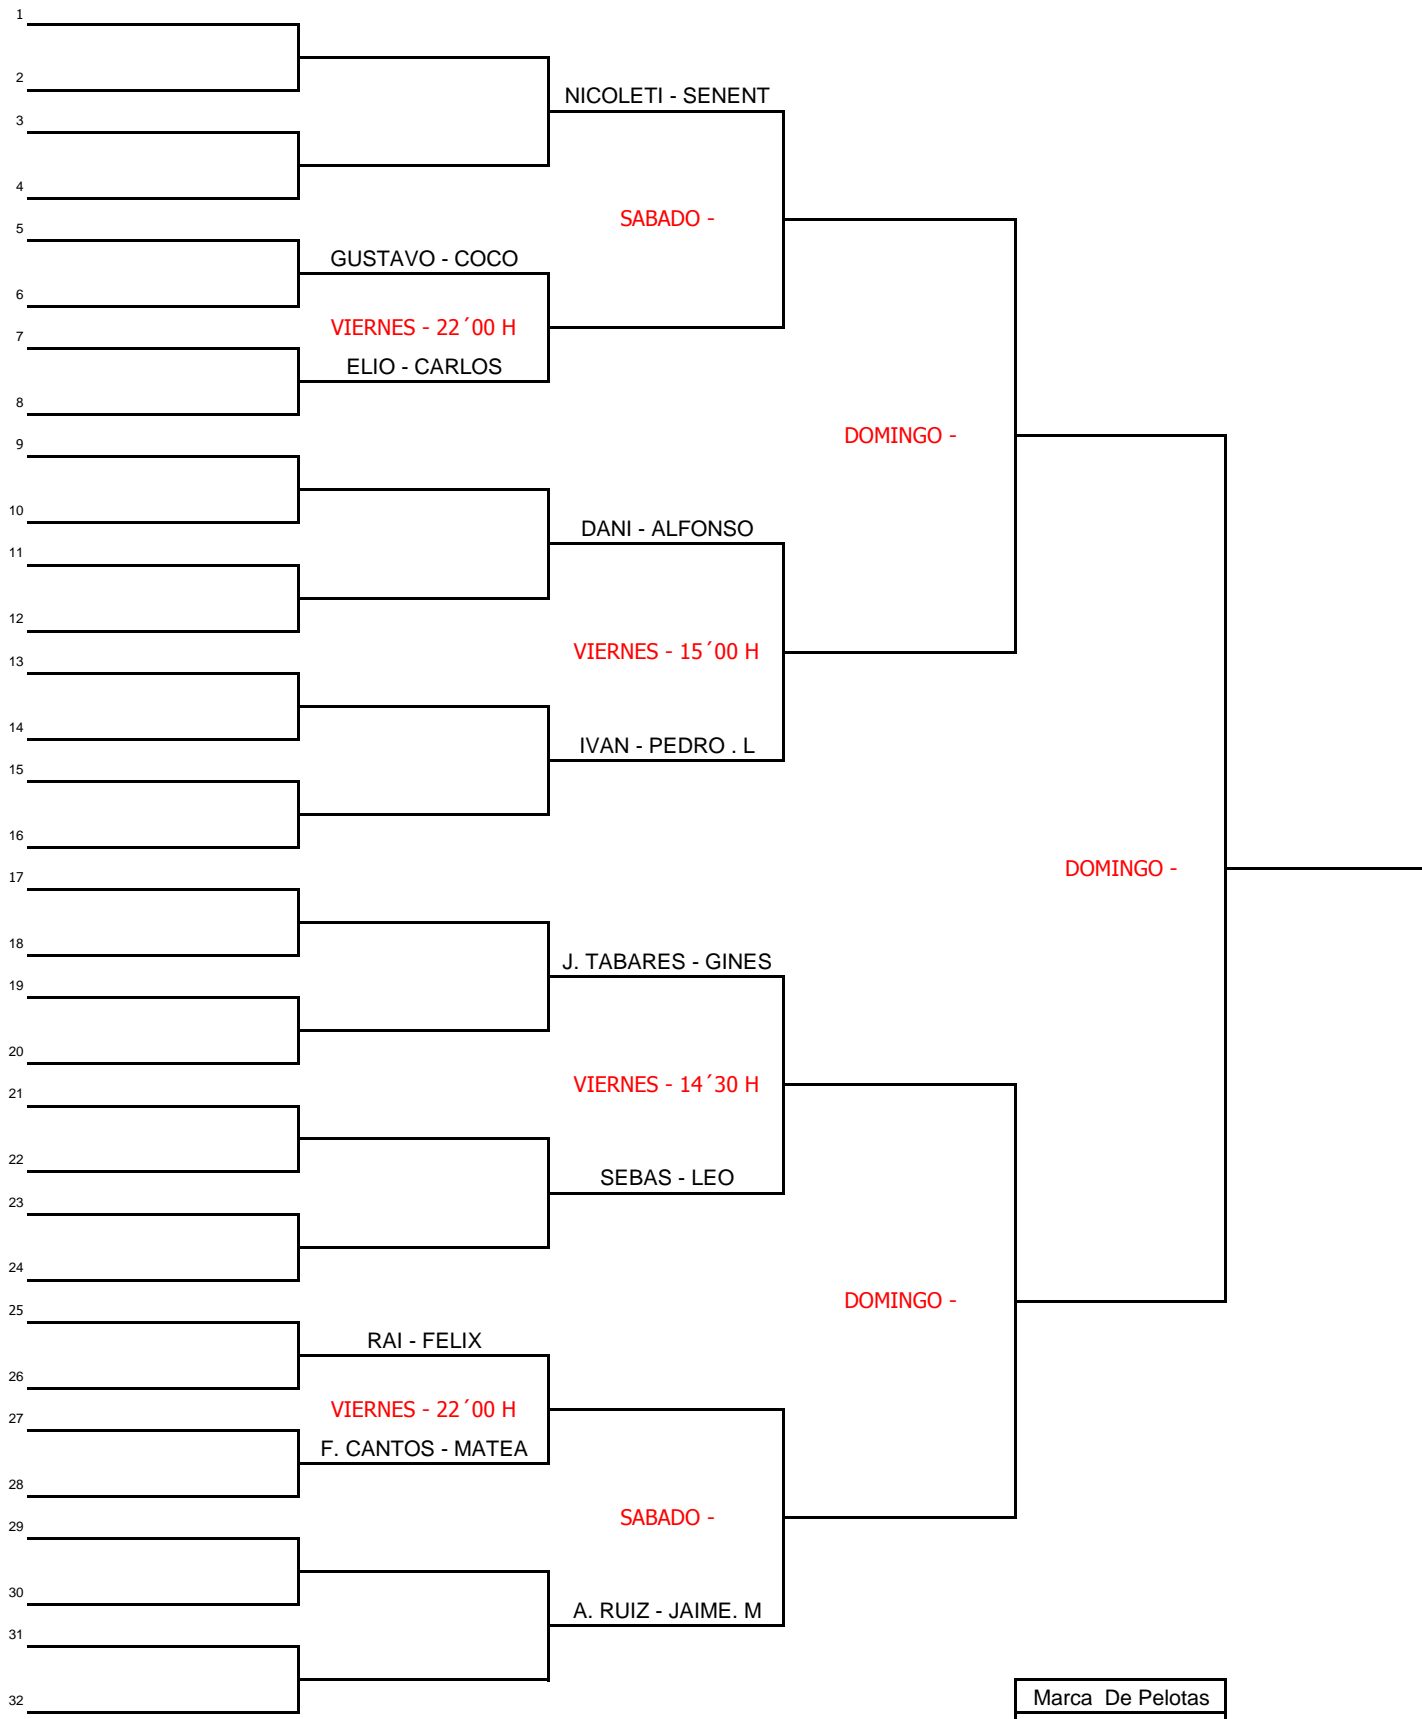 1
2
NICOLETI - SENENT
3
4
SABADO -
5
GUSTAVO - COCO
6
VIERNES - 22´00 H
7
ELIO - CARLOS
8
DOMINGO -
9
10
DANI - ALFONSO
11
12
VIERNES - 15´00 H
13
14
IVAN - PEDRO . L
15
16
DOMINGO -
17
18
J. TABARES - GINES
19
20
VIERNES - 14´30 H
21
22
SEBAS - LEO
23
24
DOMINGO -
25
RAI - FELIX
26
VIERNES - 22´00 H
27
F. CANTOS - MATEA
28
SABADO -
29
30
A. RUIZ - JAIME. M
31
32
Marca De Pelotas